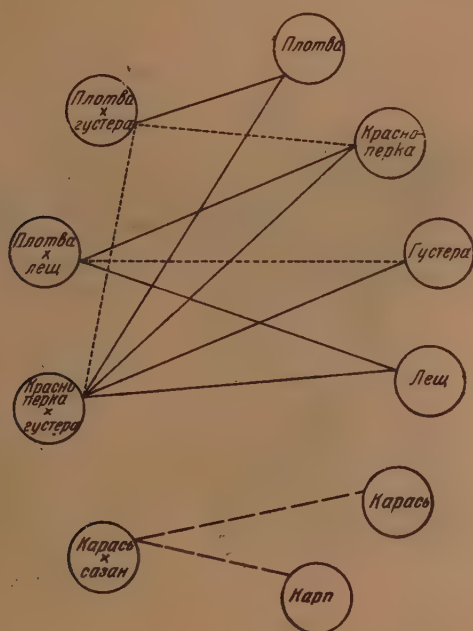 Плотва
Плотва
×
густера
Красно-
перка
Плотва
×
лещ
Густера
Лещ
Красно
перка
×
густера
Карась
Карась
×
сазан
Карп